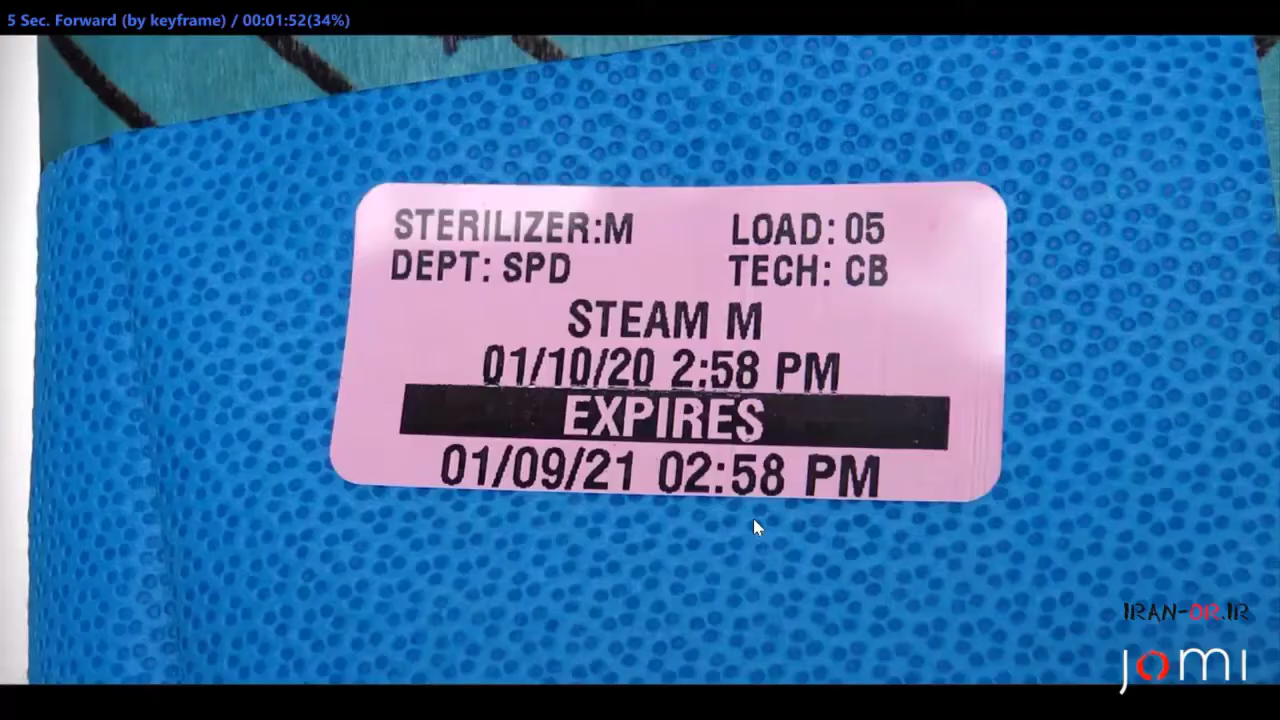 5 Sec. Forward (by keyframe) / 00:01:52(34%)
STERILIZER:M LOAD: 05
DEPT: SPD TECH: CB
STEAM M
01/10/20 2:58 PM
EXPIRES
01/09/21 02:58 PM
IRAN-OR.IR
jomi